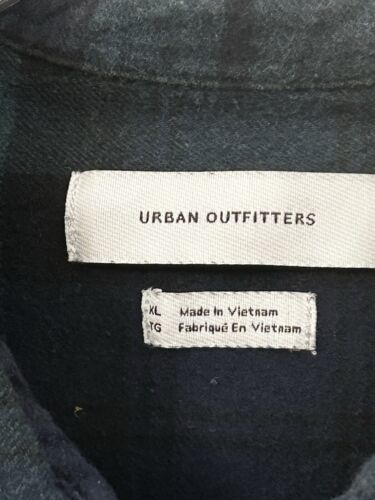 URBAN OUTFITTERS
XL Made In Vietnam
TG Fabriqué En Vietnam